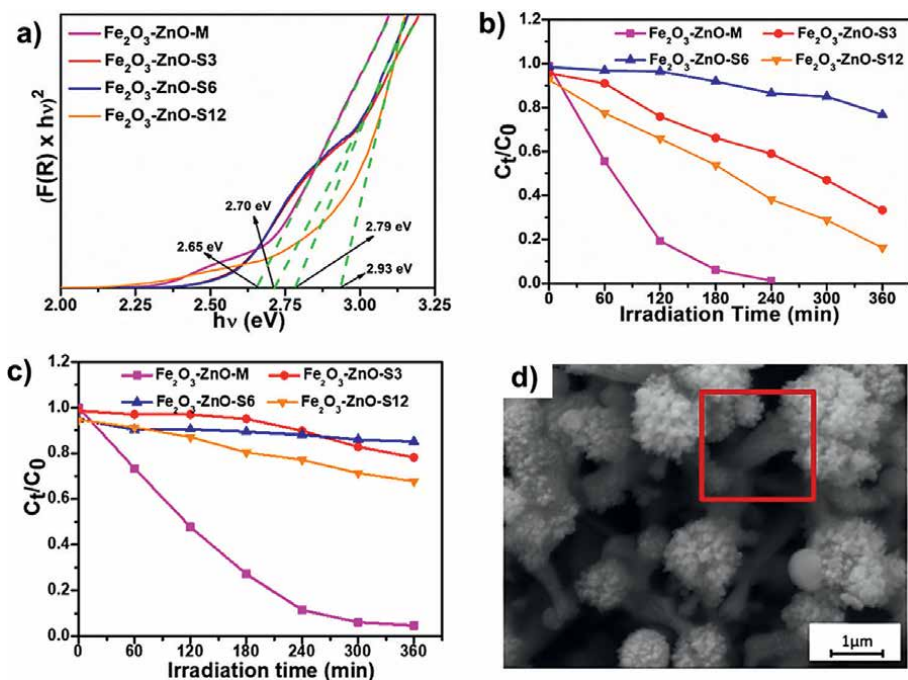 a)
Fe₂O₃-ZnO-M
Fe₂O₃-ZnO-S3
Fe₂O₃-ZnO-S6
Fe₂O₃-ZnO-S12
(F(R) x hν)²
2.70 eV
2.65 eV
2.79 eV
2.93 eV
2.00 2.25 2.50 2.75 3.00 3.25
hν (eV)
b)
Fe₂O₃-ZnO-M Fe₂O₃-ZnO-S3
Fe₂O₃-ZnO-S6 Fe₂O₃-ZnO-S12
1.2
1.0
0.8
0.6
0.4
0.2
0.0
Cₜ/C₀
0 60 120 180 240 300 360
Irradiation Time (min)
c)
Fe₂O₃-ZnO-M Fe₂O₃-ZnO-S3
Fe₂O₃-ZnO-S6 Fe₂O₃-ZnO-S12
1.2
1.0
0.8
0.6
0.4
0.2
0.0
Cₜ/C₀
0 60 120 180 240 300 360
Irradiation time (min)
d)
1µm